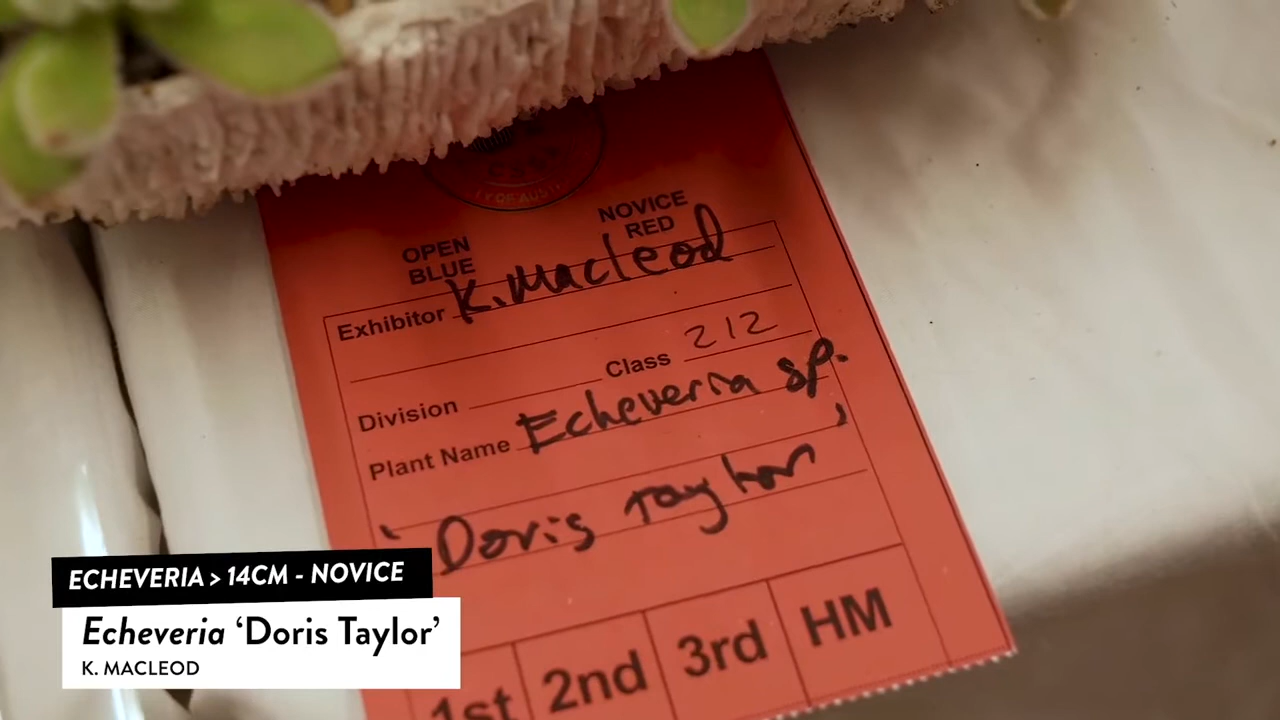 OPEN
BLUE
NOVICE
RED
Exhibitor K. Macleod
Class 212
Division
Plant Name Echeveria sp.
'Doris Taylor'
1st 2nd 3rd HM
ECHEVERIA > 14CM - NOVICE
Echeveria ‘Doris Taylor’
K. MACLEOD